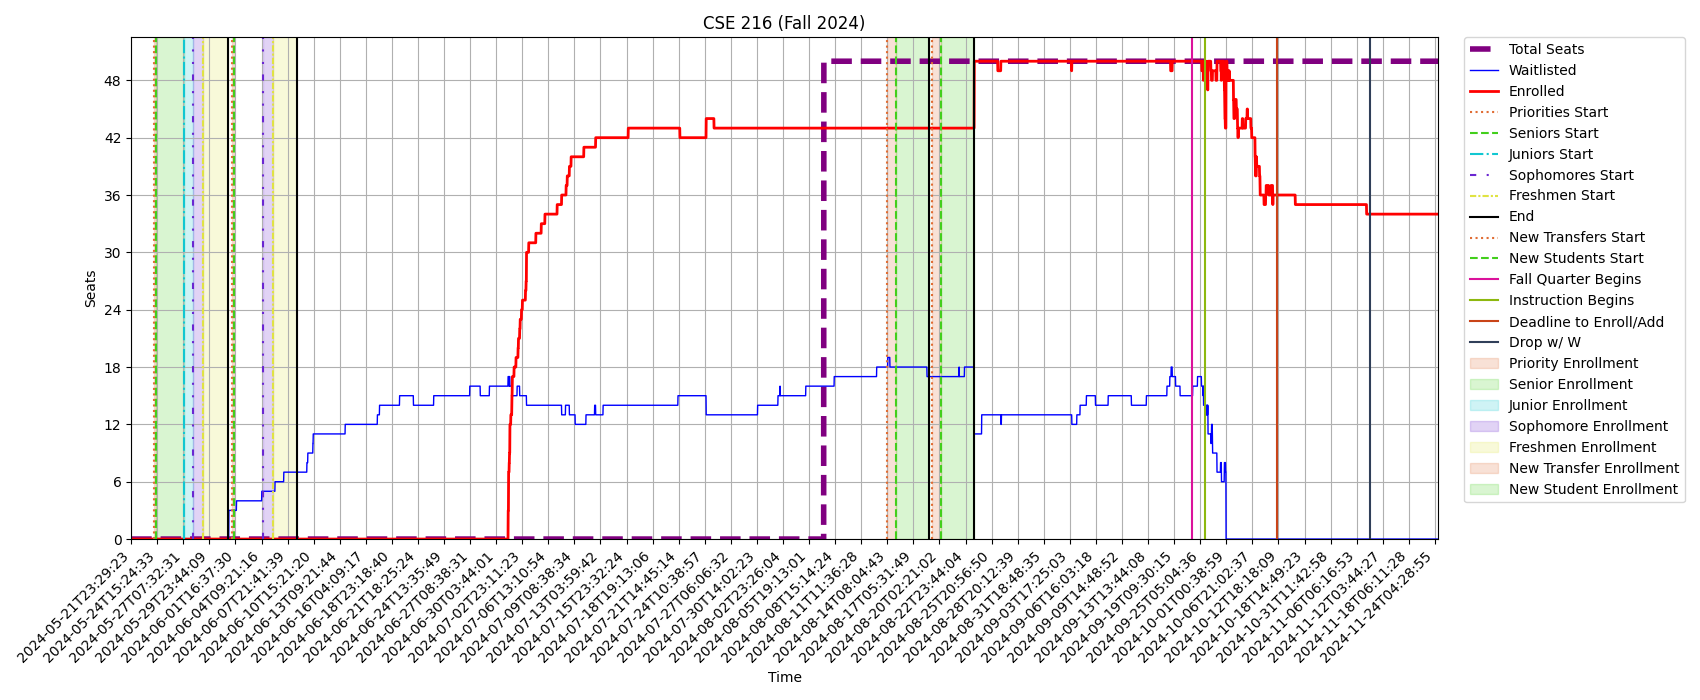 CSE 216 (Fall 2024)
Seats
48
42
36
30
24
18
12
6
0
2024-05-21T23:29:23
2024-05-24T15:24:33
2024-05-27T07:32:31
2024-05-29T23:44:09
2024-06-01T16:37:30
2024-06-04T09:21:16
2024-06-07T21:41:39
2024-06-10T15:21:20
2024-06-13T09:21:44
2024-06-16T04:09:17
2024-06-18T23:18:40
2024-06-21T18:25:24
2024-06-24T13:35:49
2024-06-27T08:38:31
2024-06-30T03:44:01
2024-07-02T23:11:23
2024-07-06T13:10:54
2024-07-09T08:38:34
2024-07-13T03:59:42
2024-07-15T23:32:24
2024-07-18T19:13:06
2024-07-21T14:45:14
2024-07-24T10:38:57
2024-07-27T06:06:32
2024-07-30T14:02:23
2024-08-02T23:26:04
2024-08-05T19:13:01
2024-08-08T15:14:24
2024-08-11T11:36:28
2024-08-14T08:04:43
2024-08-17T05:31:49
2024-08-20T02:21:02
2024-08-22T23:44:04
2024-08-25T20:56:50
2024-08-28T20:12:39
2024-08-31T18:48:35
2024-09-03T17:25:03
2024-09-06T16:03:18
2024-09-09T14:48:52
2024-09-13T13:44:08
2024-09-19T09:30:15
2024-09-25T05:04:36
2024-10-01T00:38:59
2024-10-06T21:02:37
2024-10-12T18:18:09
2024-10-18T14:49:23
2024-10-31T11:42:58
2024-11-06T06:16:53
2024-11-12T03:44:27
2024-11-18T06:11:28
2024-11-24T04:28:55
Time
Total Seats
Waitlisted
Enrolled
Priorities Start
Seniors Start
Juniors Start
Sophomores Start
Freshmen Start
End
New Transfers Start
New Students Start
Fall Quarter Begins
Instruction Begins
Deadline to Enroll/Add
Drop w/ W
Priority Enrollment
Senior Enrollment
Junior Enrollment
Sophomore Enrollment
Freshmen Enrollment
New Transfer Enrollment
New Student Enrollment